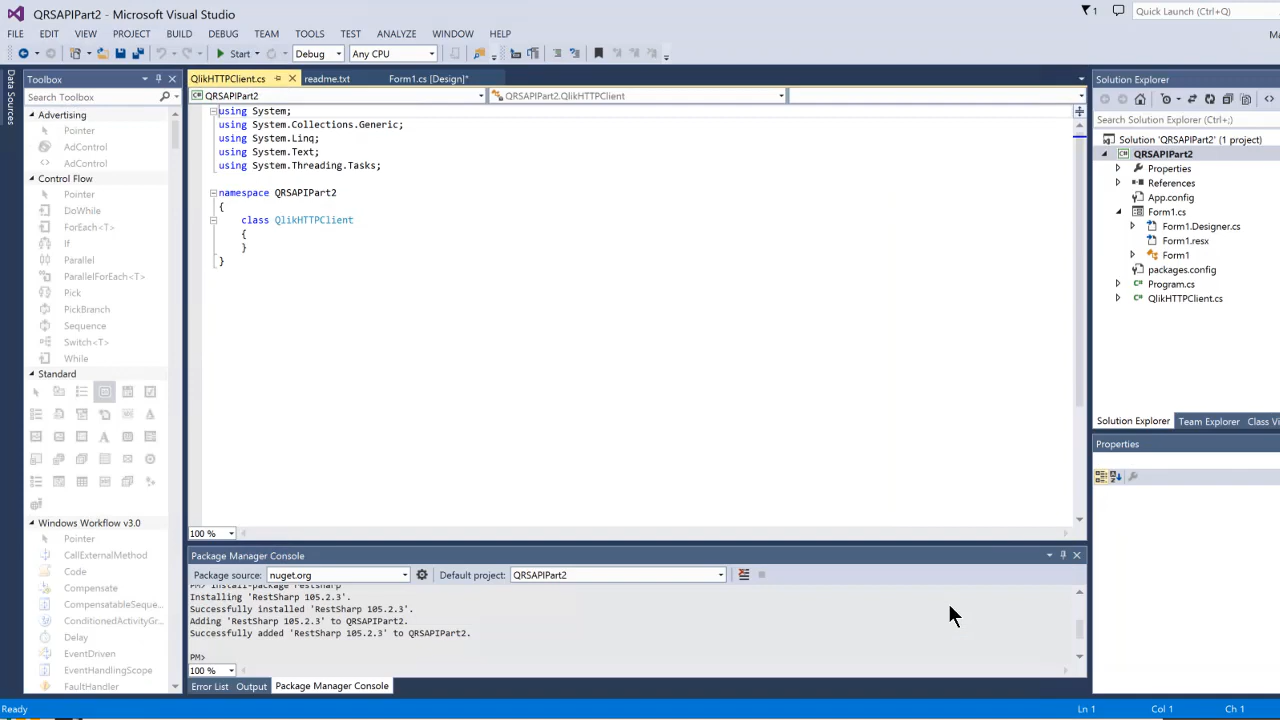 QRSAPIPart2 - Microsoft Visual Studio
1
Quick Launch (Ctrl+Q)
FILE EDIT VIEW PROJECT BUILD DEBUG TEAM TOOLS TEST ANALYZE WINDOW HELP
Start Debug Any CPU
Data Sources
Toolbox
Search Toolbox
Advertising
Pointer
AdControl
AdControl
Control Flow
Pointer
DoWhile
ForEach<T>
If
Parallel
ParallelForEach<T>
Pick
PickBranch
Sequence
Switch<T>
While
Standard
Windows Workflow v3.0
Pointer
CallExternalMethod
Code
Compensate
CompensatableSeque...
ConditionedActivityGr...
Delay
EventDriven
EventHandlingScope
FaultHandler
QlikHTTPClient.cs readme.txt Form1.cs [Design]*
QRSAPIPart2 QRSAPIPart2.QlikHTTPClient
using System;
using System.Collections.Generic;
using System.Linq;
using System.Text;
using System.Threading.Tasks;
namespace QRSAPIPart2
{
class QlikHTTPClient
{
}
}
100 %
Package Manager Console
Package source: nuget.org Default project: QRSAPIPart2
PM> install-package restsharp
Installing 'RestSharp 105.2.3'.
Successfully installed 'RestSharp 105.2.3'.
Adding 'RestSharp 105.2.3' to QRSAPIPart2.
Successfully added 'RestSharp 105.2.3' to QRSAPIPart2.
PM>
100 %
Error List Output Package Manager Console
Solution Explorer
Search Solution Explorer (Ctrl+;)
Solution 'QRSAPIPart2' (1 project)
QRSAPIPart2
Properties
References
App.config
Form1.cs
Form1.Designer.cs
Form1.resx
Form1
packages.config
Program.cs
QlikHTTPClient.cs
Solution Explorer Team Explorer Class Vi
Properties
Ready Ln 1 Col 1 Ch 1